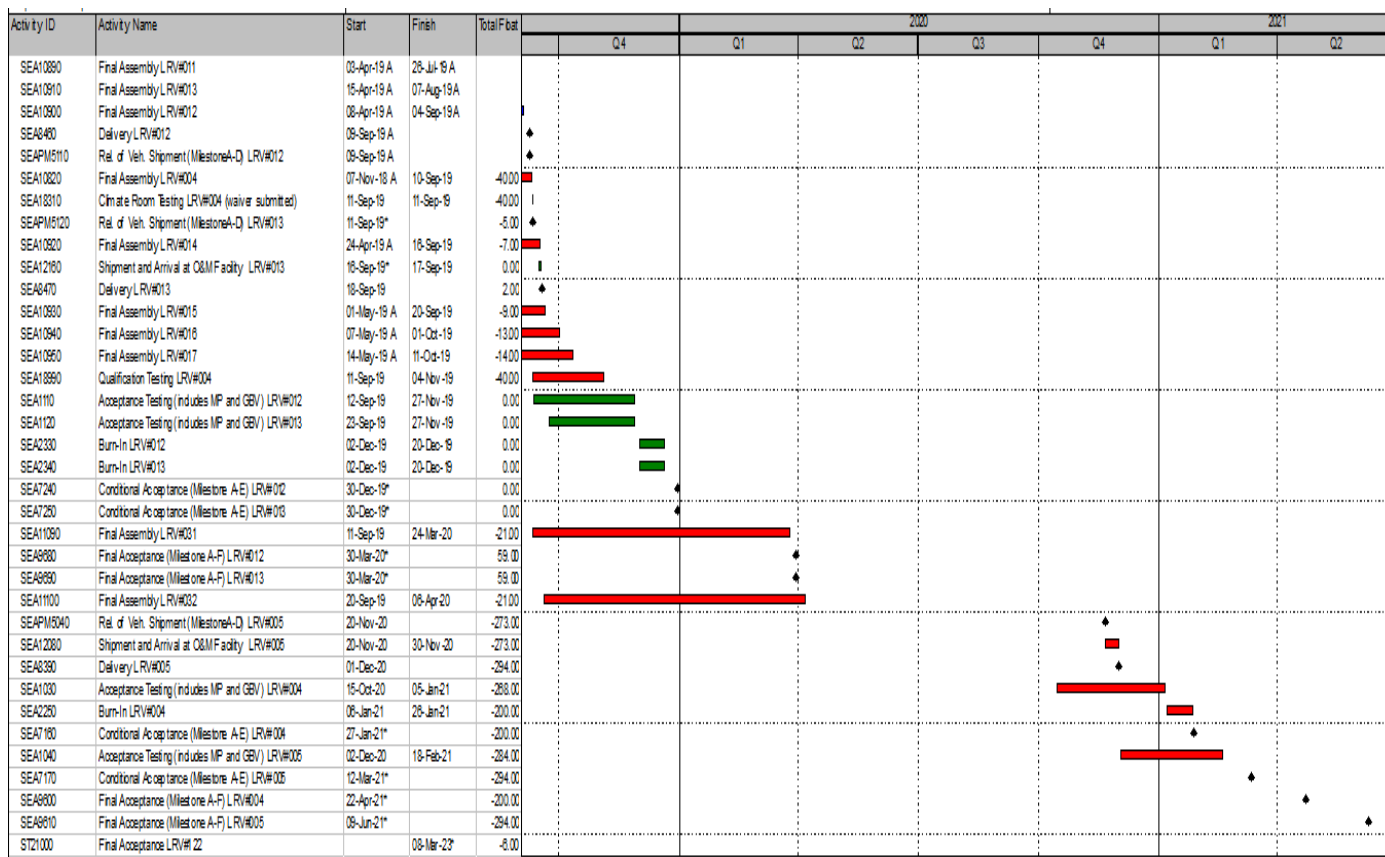 2020 2021
Activity ID Activity Name Start Finish Total Float Q4 Q1 Q2 Q3 Q4 Q1 Q2
SEA10890 Final Assembly LRV#011 03-Apr-19 A 26-Jul-19 A
SEA10910 Final Assembly LRV#013 15-Apr-19 A 07-Aug-19 A
SEA10900 Final Assembly LRV#012 08-Apr-19 A 04-Sep-19 A
SEA8460 Delivery LRV#012 09-Sep-19 A
SEAPM5110 Rel. of Veh. Shipment (MilestoneA-D) LRV#012 09-Sep-19 A
SEA10820 Final Assembly LRV#004 07-Nov-18 A 10-Sep-19 -40.00
SEA18310 Climate Room Testing LRV#004 (waiver submitted) 11-Sep-19 11-Sep-19 -40.00
SEAPM5120 Rel. of Veh. Shipment (MilestoneA-D) LRV#013 11-Sep-19* -5.00
SEA10920 Final Assembly LRV#014 24-Apr-19 A 16-Sep-19 -7.00
SEA12160 Shipment and Arrival at O&M Facility LRV#013 16-Sep-19* 17-Sep-19 0.00
SEA8470 Delivery LRV#013 18-Sep-19 2.00
SEA10930 Final Assembly LRV#015 01-May-19 A 20-Sep-19 -9.00
SEA10940 Final Assembly LRV#016 07-May-19 A 01-Oct-19 -13.00
SEA10950 Final Assembly LRV#017 14-May-19 A 11-Oct-19 -14.00
SEA18990 Qualification Testing LRV#004 11-Sep-19 04-Nov-19 -40.00
SEA1110 Acceptance Testing (includes MP and GBV) LRV#012 12-Sep-19 27-Nov-19 0.00
SEA1120 Acceptance Testing (includes MP and GBV) LRV#013 23-Sep-19 27-Nov-19 0.00
SEA2330 Burn-In LRV#012 02-Dec-19 20-Dec-19 0.00
SEA2340 Burn-In LRV#013 02-Dec-19 20-Dec-19 0.00
SEA7240 Conditional Acceptance (Milestone A-E) LRV#012 30-Dec-19* 0.00
SEA7250 Conditional Acceptance (Milestone A-E) LRV#013 30-Dec-19* 0.00
SEA11090 Final Assembly LRV#031 11-Sep-19 24-Mar-20 -21.00
SEA9680 Final Acceptance (Milestone A-F) LRV#012 30-Mar-20* 59.00
SEA9690 Final Acceptance (Milestone A-F) LRV#013 30-Mar-20* 59.00
SEA11100 Final Assembly LRV#032 20-Sep-19 06-Apr-20 -21.00
SEAPM5040 Rel. of Veh. Shipment (MilestoneA-D) LRV#005 20-Nov-20 -273.00
SEA12080 Shipment and Arrival at O&M Facility LRV#005 20-Nov-20 30-Nov-20 -273.00
SEA8390 Delivery LRV#005 01-Dec-20 -294.00
SEA1030 Acceptance Testing (includes MP and GBV) LRV#004 15-Oct-20 05-Jan-21 -268.00
SEA2250 Burn-In LRV#004 06-Jan-21 26-Jan-21 -200.00
SEA7160 Conditional Acceptance (Milestone A-E) LRV#004 27-Jan-21* -200.00
SEA1040 Acceptance Testing (includes MP and GBV) LRV#005 02-Dec-20 18-Feb-21 -284.00
SEA7170 Conditional Acceptance (Milestone A-E) LRV#005 12-Mar-21* -294.00
SEA9600 Final Acceptance (Milestone A-F) LRV#004 22-Apr-21* -200.00
SEA9610 Final Acceptance (Milestone A-F) LRV#005 09-Jun-21* -294.00
ST21000 Final Acceptance LRV#122 08-Mar-23* -6.00